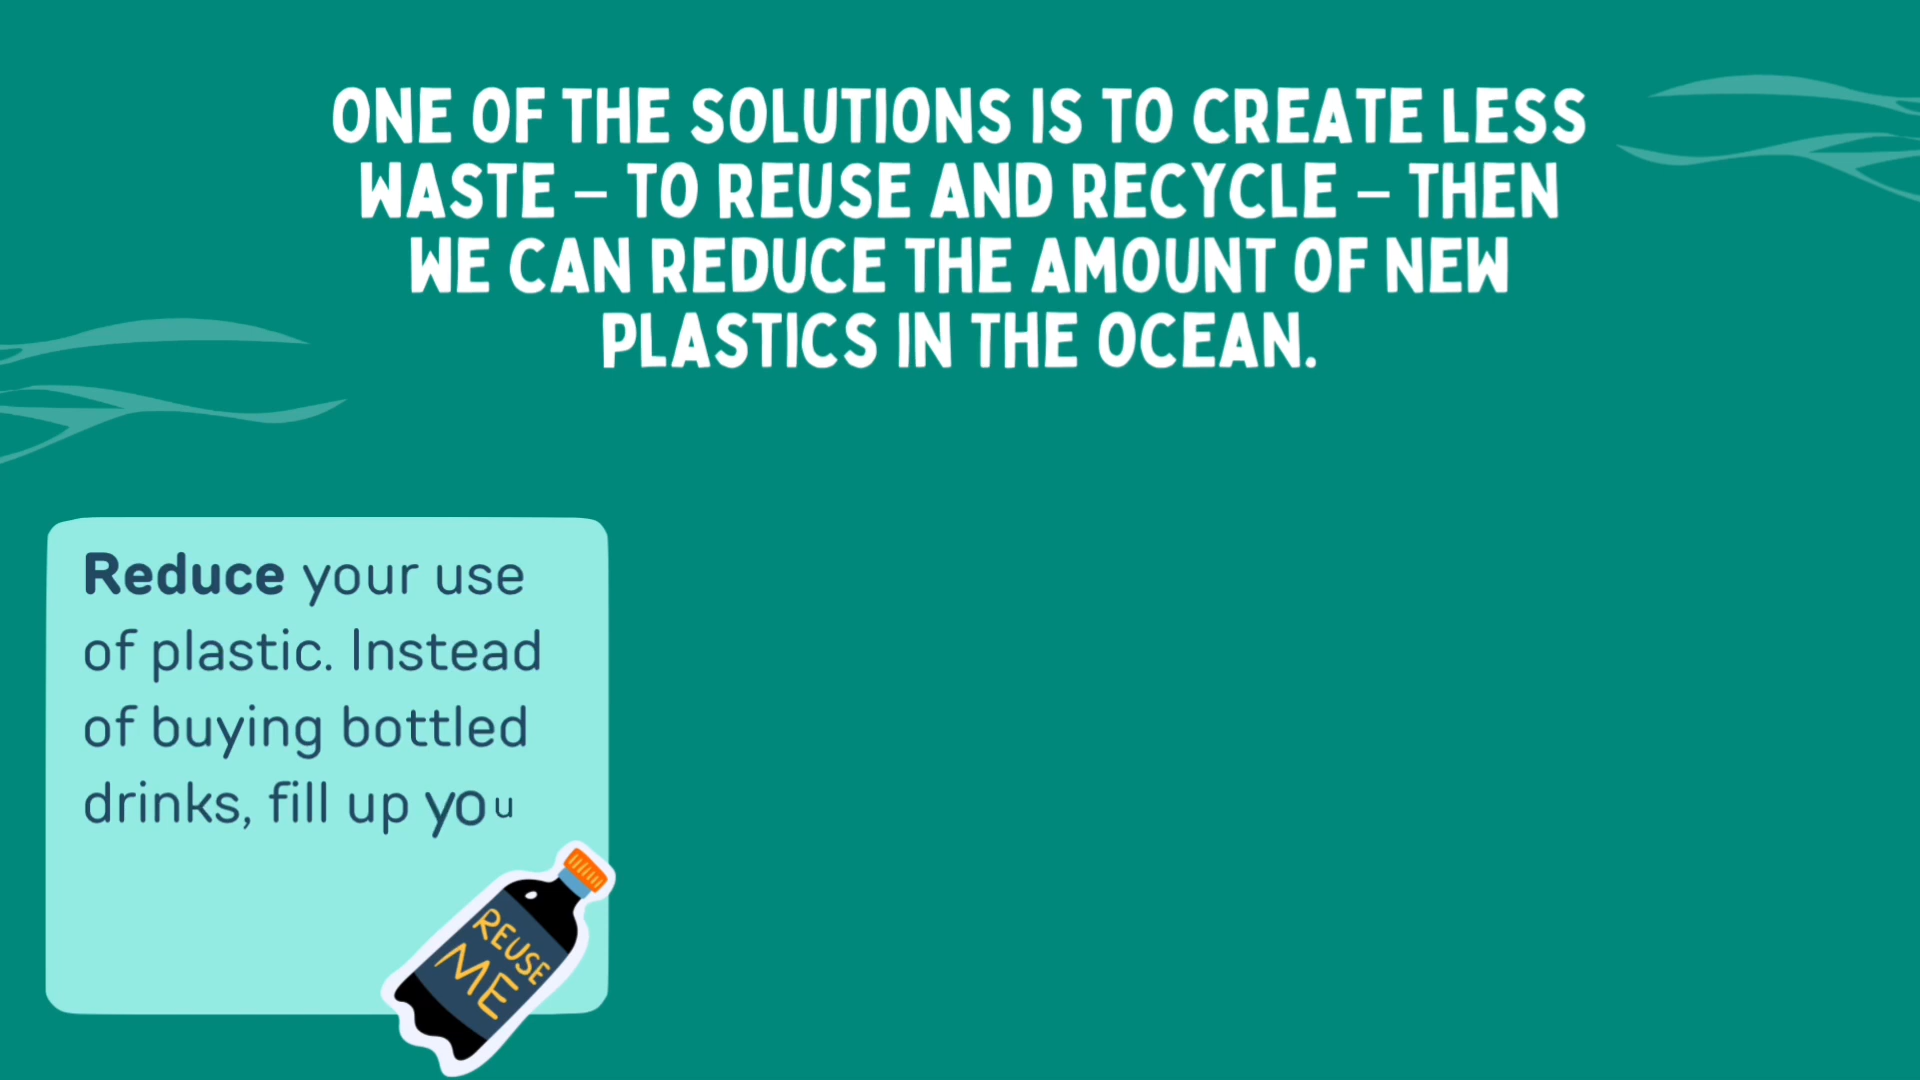 ONE OF THE SOLUTIONS IS TO CREATE LESS
WASTE – TO REUSE AND RECYCLE – THEN
WE CAN REDUCE THE AMOUNT OF NEW
PLASTICS IN THE OCEAN.
Reduce your use
of plastic. Instead
of buying bottled
drinks, fill up you
REUSE
ME